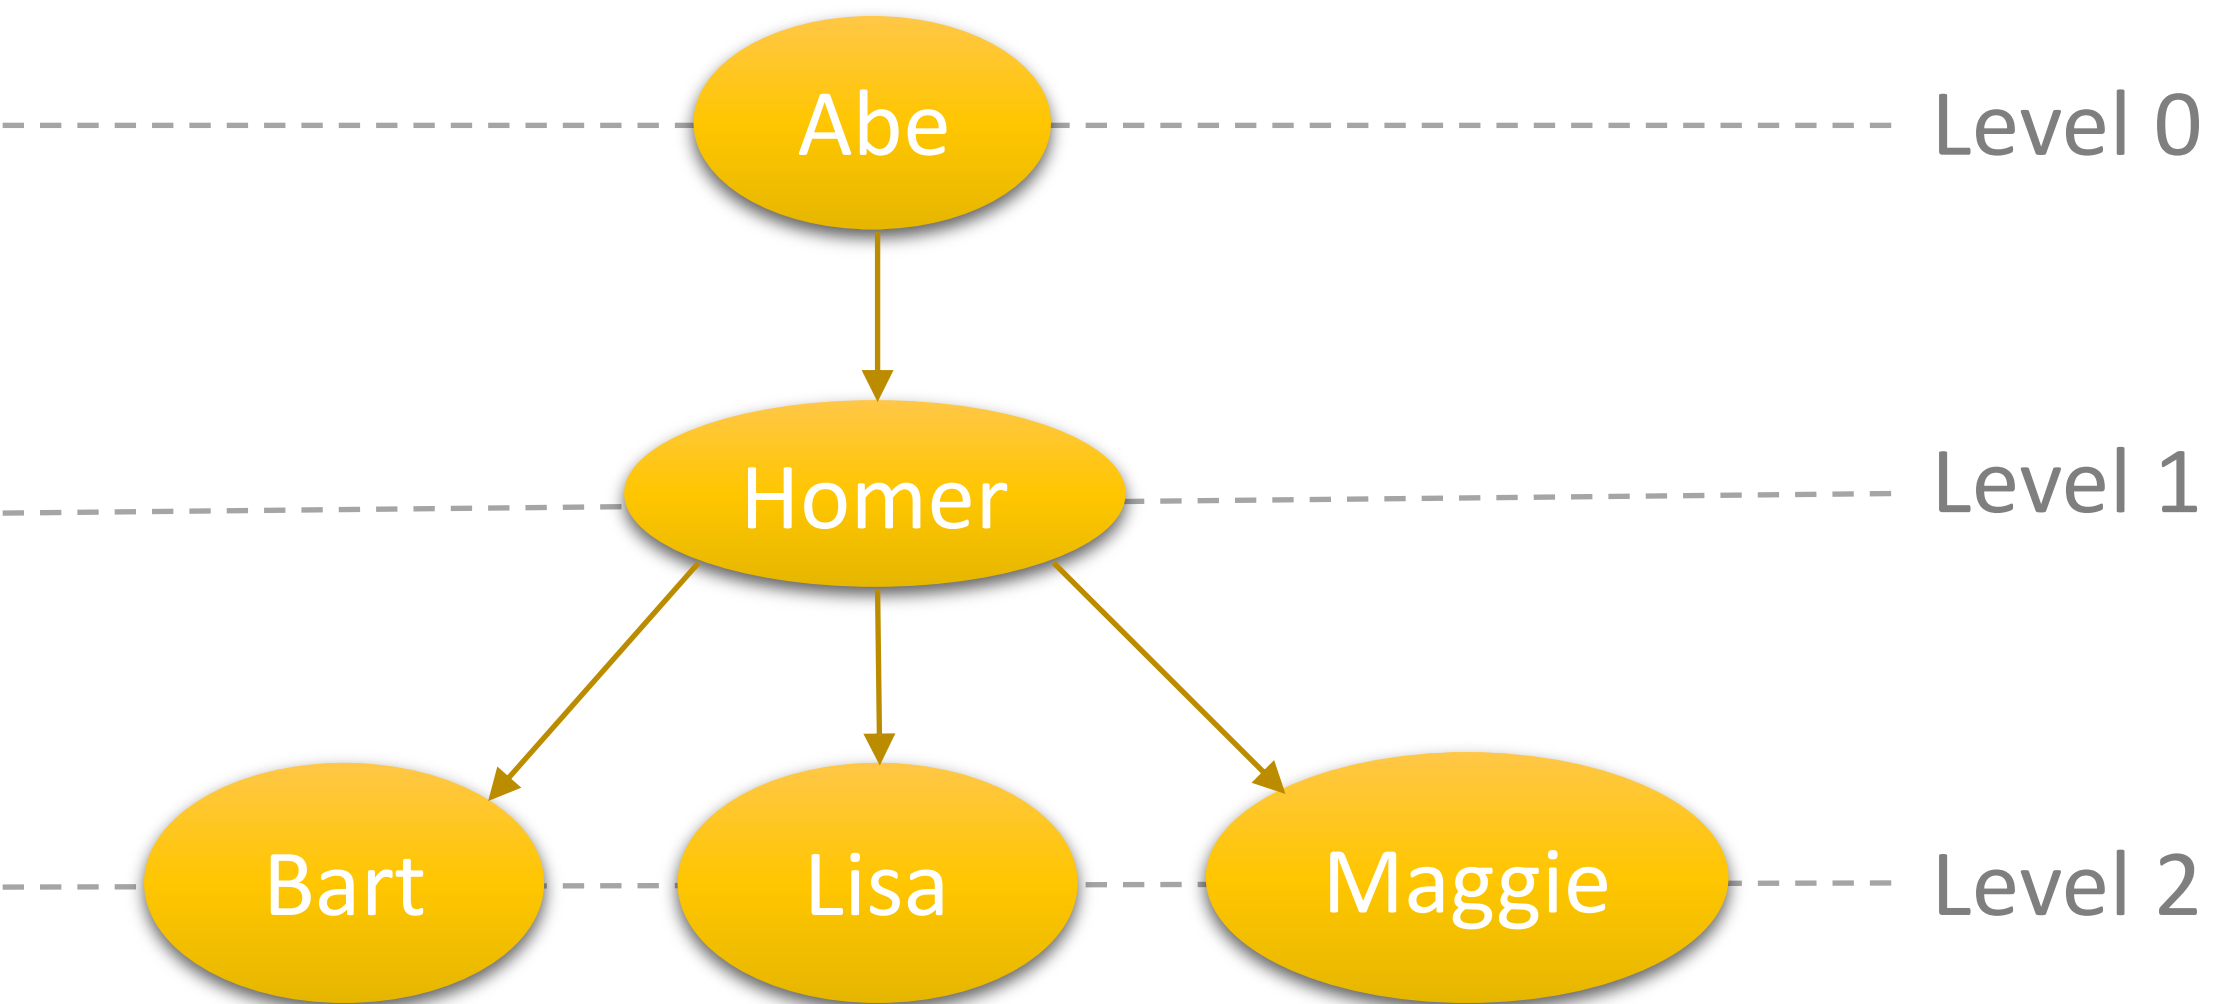 Abe
Level 0
Homer
Level 1
Bart
Lisa
Maggie
Level 2